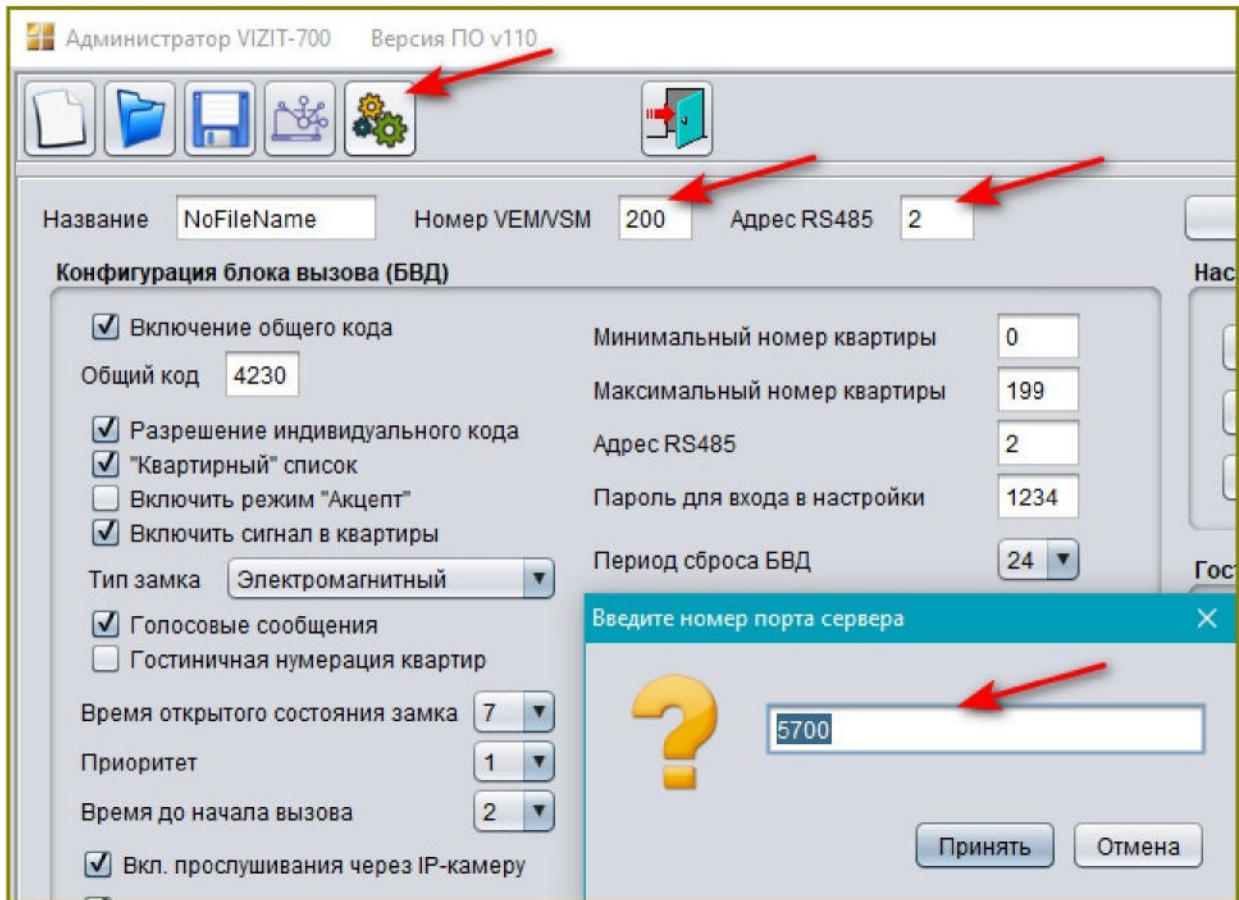 Администратор VIZIT-700 Версия ПО v110
Название NoFileName Номер VEM/VSM 200 Адрес RS485 2
Конфигурация блока вызова (БВД)
Нас
Включение общего кода
Общий код 4230
Разрешение индивидуального кода
"Квартирный" список
Включить режим "Акцепт"
Включить сигнал в квартиры
Тип замка Электромагнитный
Голосовые сообщения
Гостиничная нумерация квартир
Время открытого состояния замка 7
Приоритет 1
Время до начала вызова 2
Вкл. прослушивания через IP-камеру
Минимальный номер квартиры 0
Максимальный номер квартиры 199
Адрес RS485 2
Пароль для входа в настройки 1234
Период сброса БВД 24
Гос
Введите номер порта сервера
5700
Принять Отмена